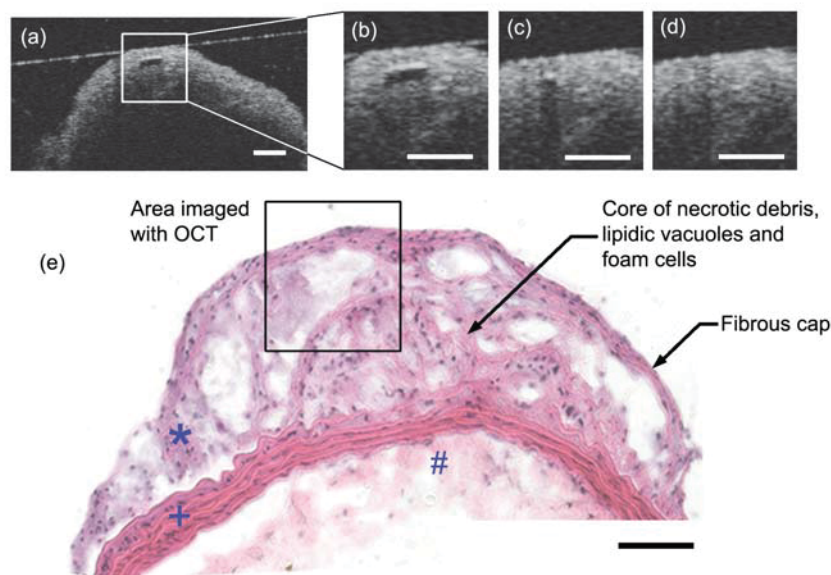 (a)
(b)
(c)
(d)
(e)
Area imaged
with OCT
Core of necrotic debris,
lipidic vacuoles and
foam cells
Fibrous cap
*
+
#